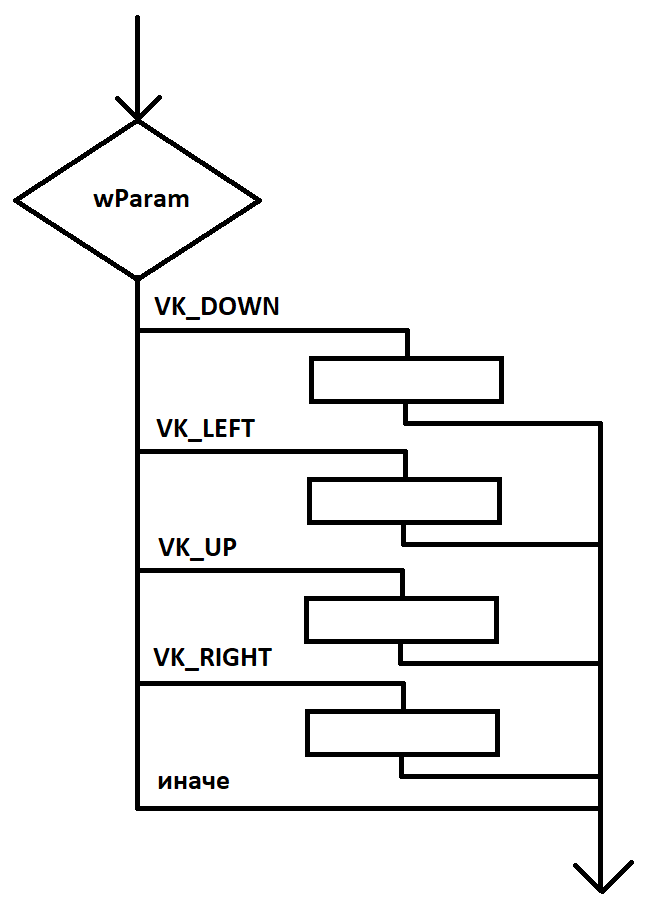 wParam
VK_DOWN
VK_LEFT
VK_UP
VK_RIGHT
иначе